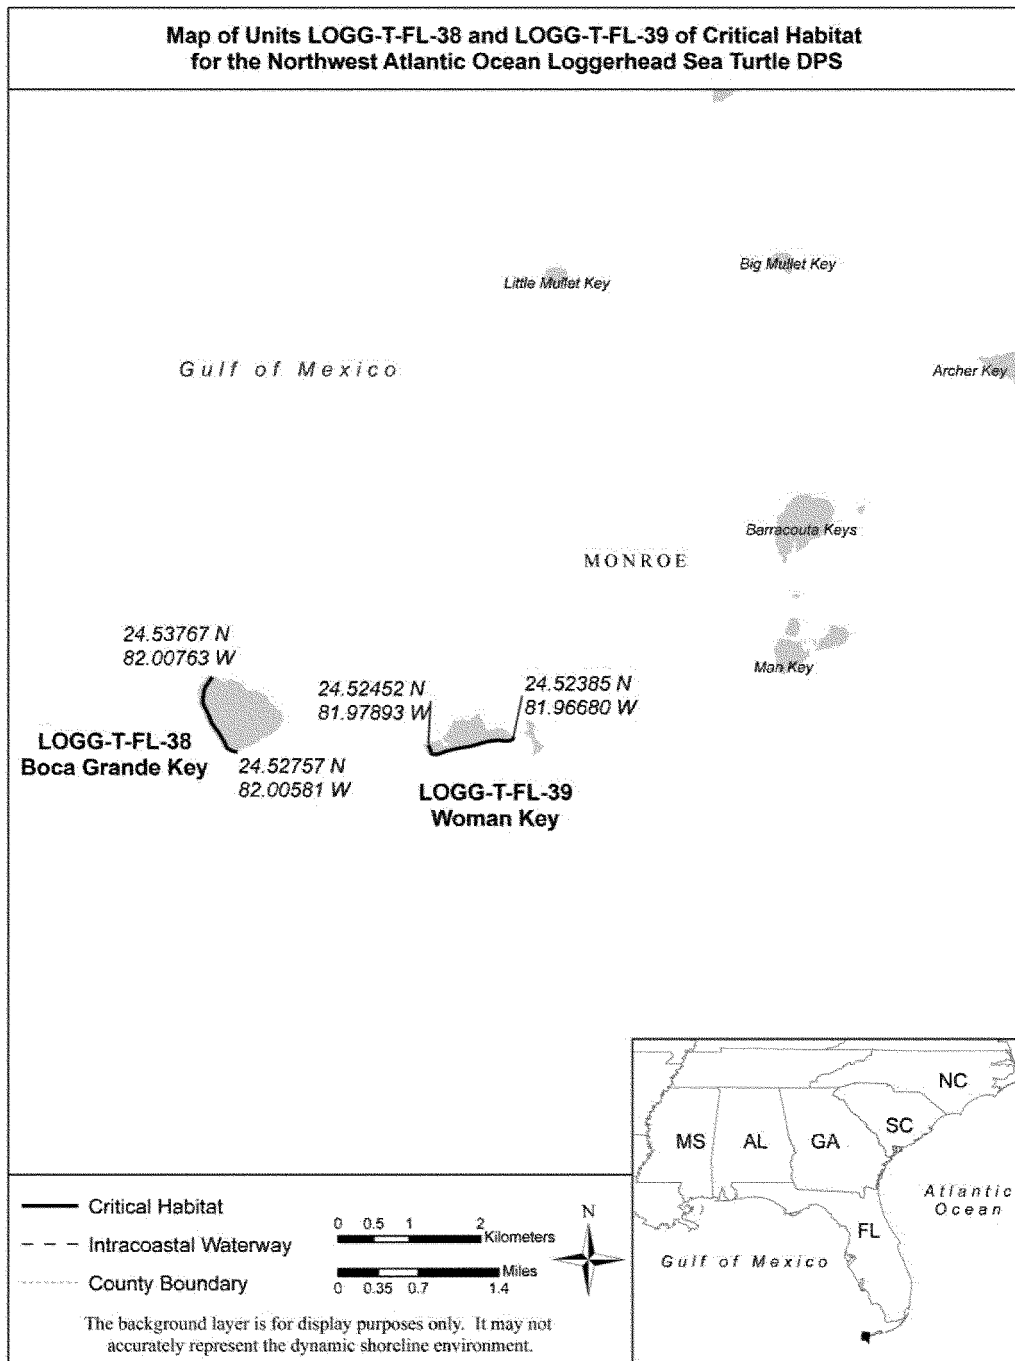 Map of Units LOGG-T-FL-38 and LOGG-T-FL-39 of Critical Habitat
for the Northwest Atlantic Ocean Loggerhead Sea Turtle DPS
Little Mullet Key
Big Mullet Key
Gulf of Mexico
Archer Key
Barracouta Keys
MONROE
24.53767 N
82.00763 W
Man Key
24.52452 N
81.97893 W
24.52385 N
81.96680 W
LOGG-T-FL-38
Boca Grande Key
24.52757 N
82.00581 W
LOGG-T-FL-39
Woman Key
Critical Habitat
Intracoastal Waterway
County Boundary
0 0.5 1 2
Kilometers
Miles
0 0.35 0.7 1.4
N
The background layer is for display purposes only. It may not
accurately represent the dynamic shoreline environment.
NC
SC
MS AL GA
Atlantic
Ocean
FL
Gulf of Mexico